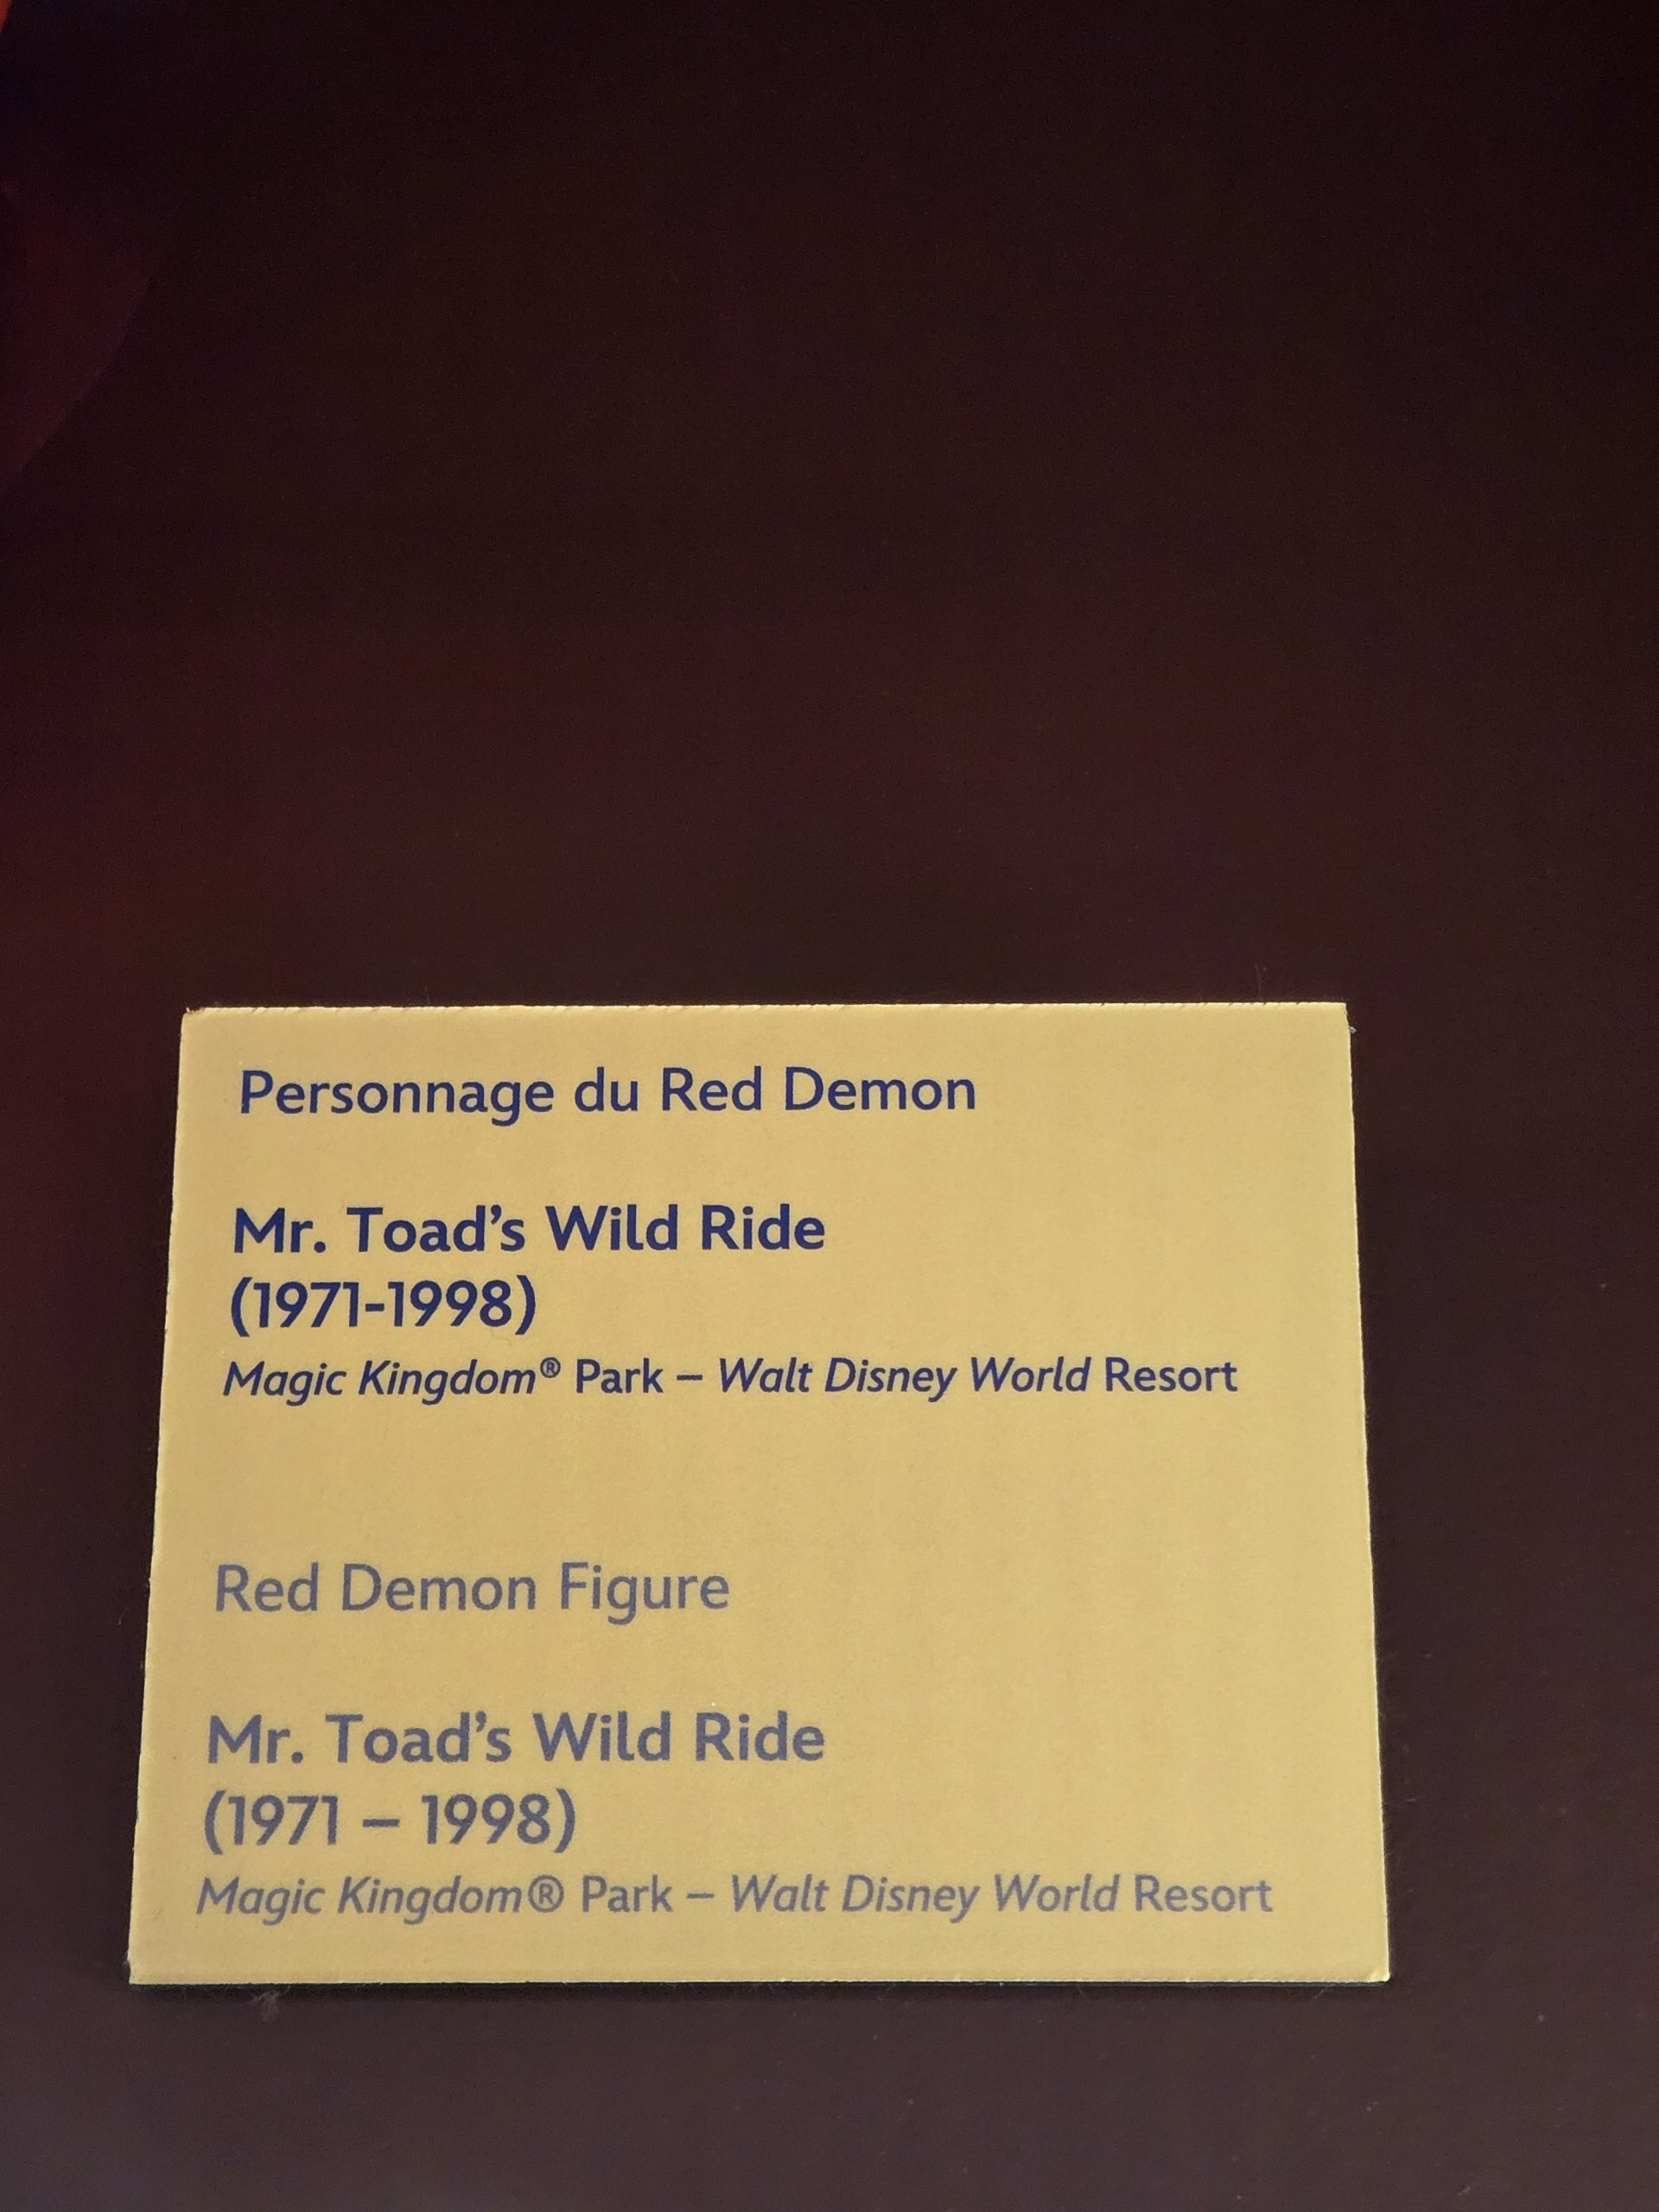 Personnage du Red Demon
Mr. Toad’s Wild Ride
(1971-1998)
Magic Kingdom® Park – Walt Disney World Resort
Red Demon Figure
Mr. Toad’s Wild Ride
(1971 – 1998)
Magic Kingdom® Park – Walt Disney World Resort